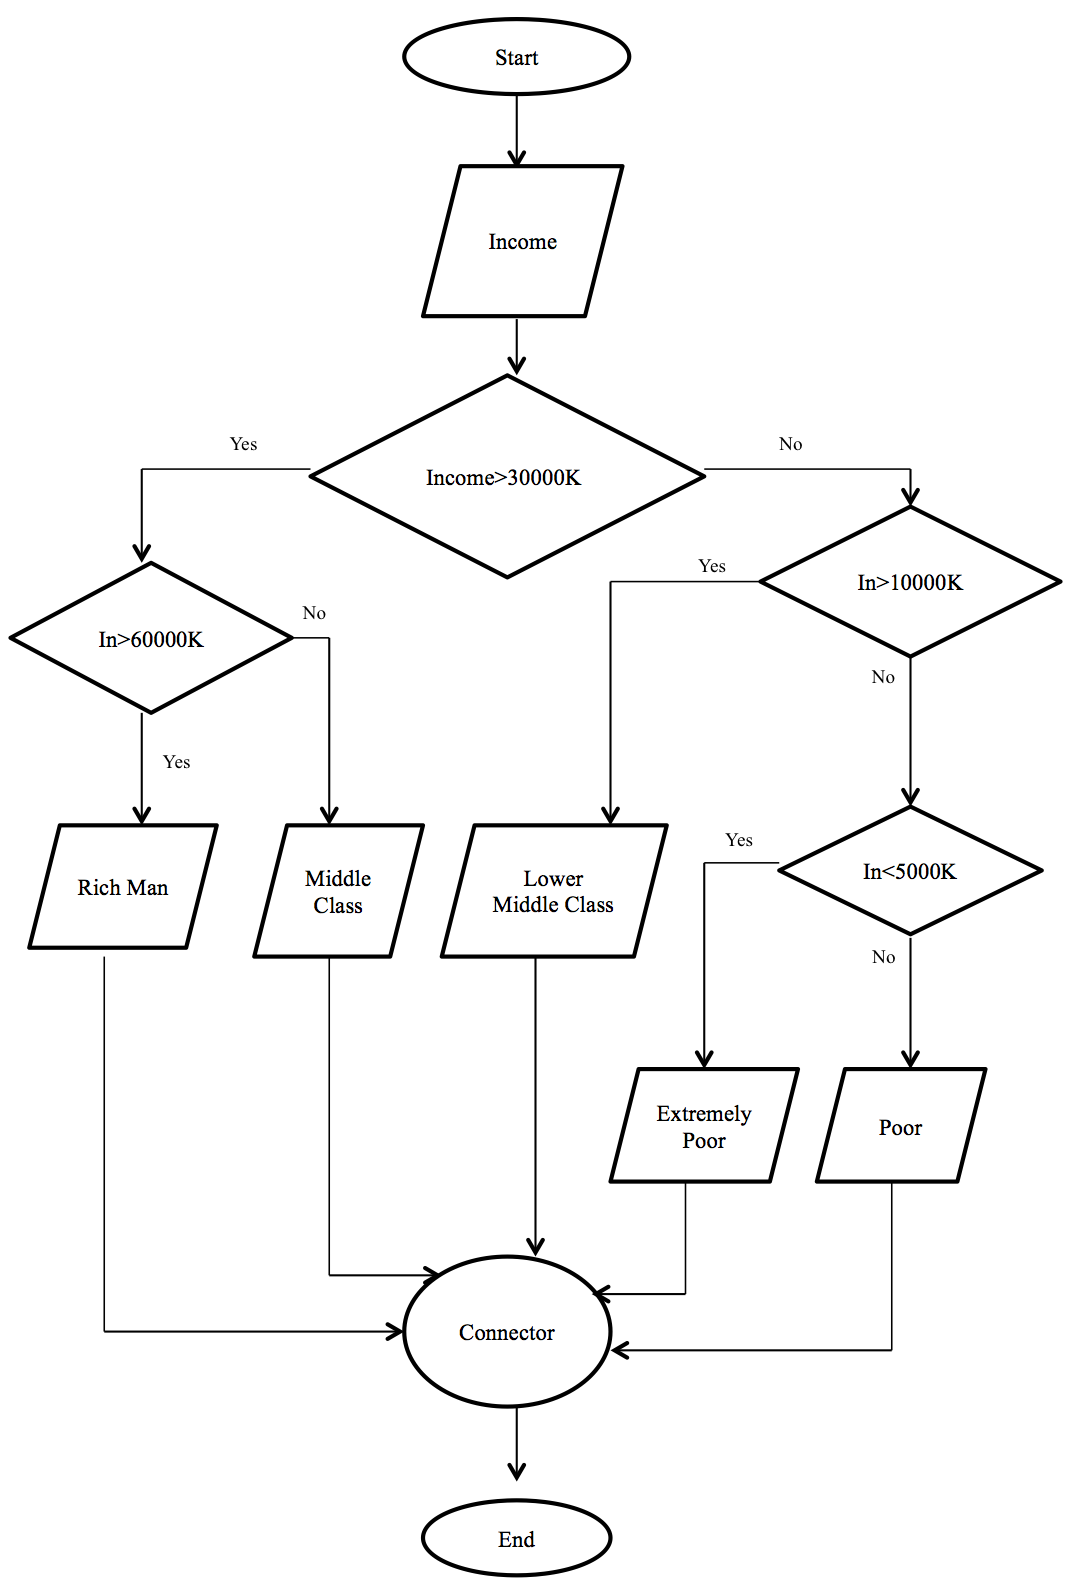 Start
Income
Income>30000K
Yes
No
In>60000K
No
Yes
In>10000K
Yes
No
Rich Man
Middle
Class
Lower
Middle Class
In<5000K
Yes
No
Extremely
Poor
Poor
Connector
End